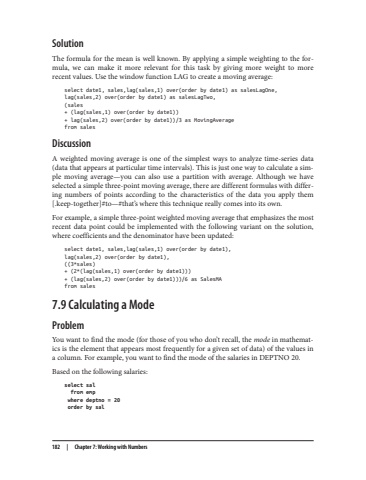 Solution
The formula for the mean is well known. By applying a simple weighting to the for-
mula, we can make it more relevant for this task by giving more weight to more
recent values. Use the window function LAG to create a moving average:
select date1, sales,lag(sales,1) over(order by date1) as salesLagOne,
lag(sales,2) over(order by date1) as salesLagTwo,
(sales
+ (lag(sales,1) over(order by date1))
+ lag(sales,2) over(order by date1))/3 as MovingAverage
from sales
Discussion
A weighted moving average is one of the simplest ways to analyze time-series data
(data that appears at particular time intervals). This is just one way to calculate a sim-
ple moving average—you can also use a partition with average. Although we have
selected a simple three-point moving average, there are different formulas with differ-
ing numbers of points according to the characteristics of the data you apply them
[.keep-together]#to—#that's where this technique really comes into its own.
For example, a simple three-point weighted moving average that emphasizes the most
recent data point could be implemented with the following variant on the solution,
where coefficients and the denominator have been updated:
select date1, sales,lag(sales,1) over(order by date1),
lag(sales,2) over(order by date1),
((3*sales)
+ (2*(lag(sales,1) over(order by date1)))
+ (lag(sales,2) over(order by date1)))/6 as SalesMA
from sales
7.9 Calculating a Mode
Problem
You want to find the mode (for those of you who don't recall, the mode in mathemat-
ics is the element that appears most frequently for a given set of data) of the values in
a column. For example, you want to find the mode of the salaries in DEPTNO 20.
Based on the following salaries:
select sal
from emp
where deptno = 20
order by sal
182 | Chapter 7: Working with Numbers